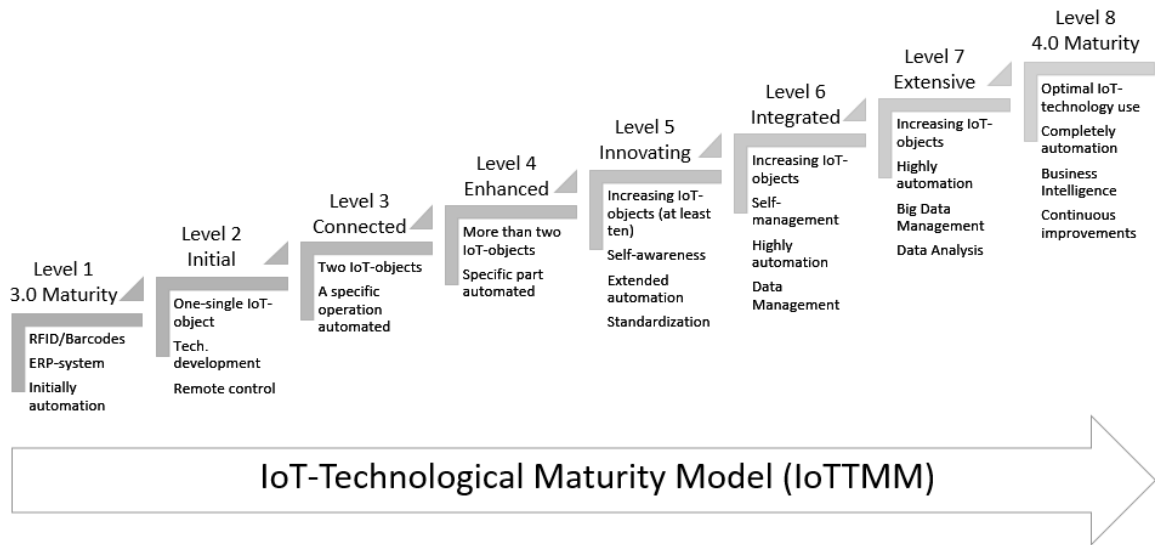 Level 1
3.0 Maturity
RFID/Barcodes
ERP-system
Initially
automation
Level 2
Initial
One-single IoT-
object
Tech.
development
Remote control
Level 3
Connected
Two IoT-objects
A specific
operation
automated
Level 4
Enhanced
More than two
IoT-objects
Specific part
automated
Level 5
Innovating
Increasing IoT-
objects (at least
ten)
Self-awareness
Extended
automation
Standardization
Level 6
Integrated
Increasing IoT-
objects
Self-
management
Highly
automation
Data
Management
Level 7
Extensive
Increasing IoT-
objects
Highly
automation
Big Data
Management
Data Analysis
Level 8
4.0 Maturity
Optimal IoT-
technology use
Completely
automation
Business
Intelligence
Continuous
improvements
IoT-Technological Maturity Model (IoTTMM)